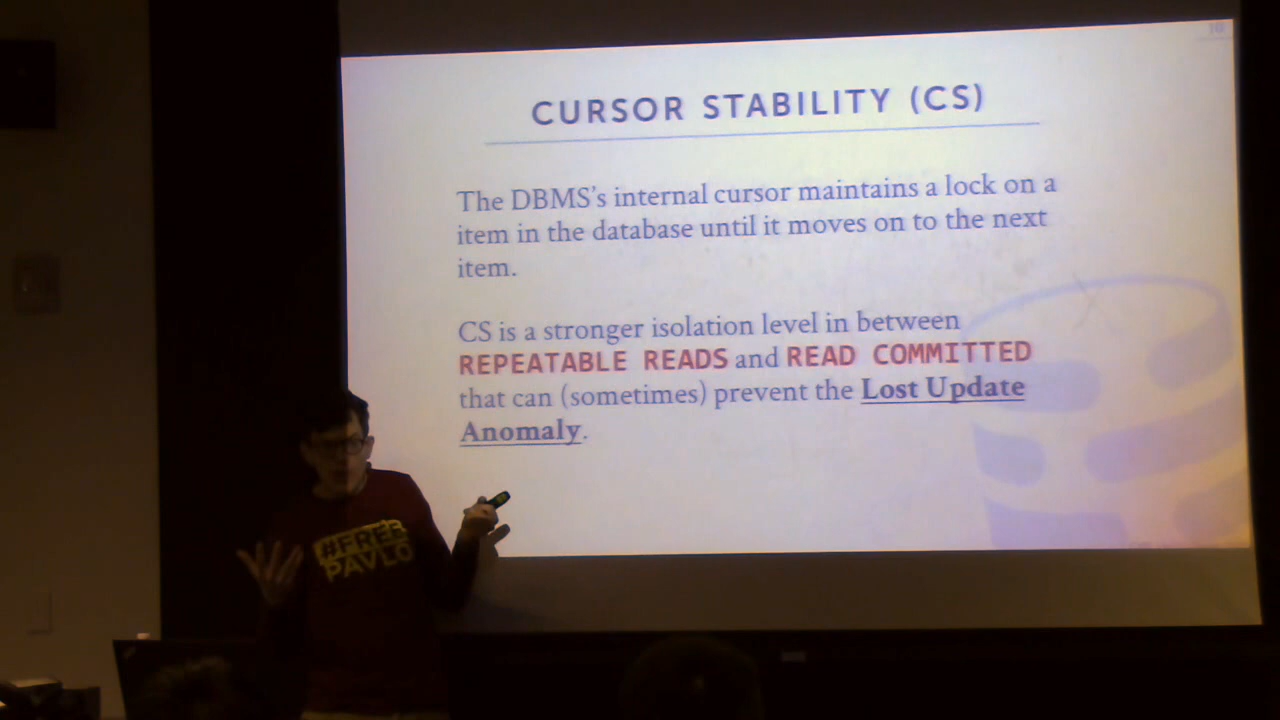 10
CURSOR STABILITY (CS)
The DBMS's internal cursor maintains a lock on a
item in the database until it moves on to the next
item.
CS is a stronger isolation level in between
REPEATABLE READS and READ COMMITTED
that can (sometimes) prevent the Lost Update
Anomaly.
#FREE
PAVLO